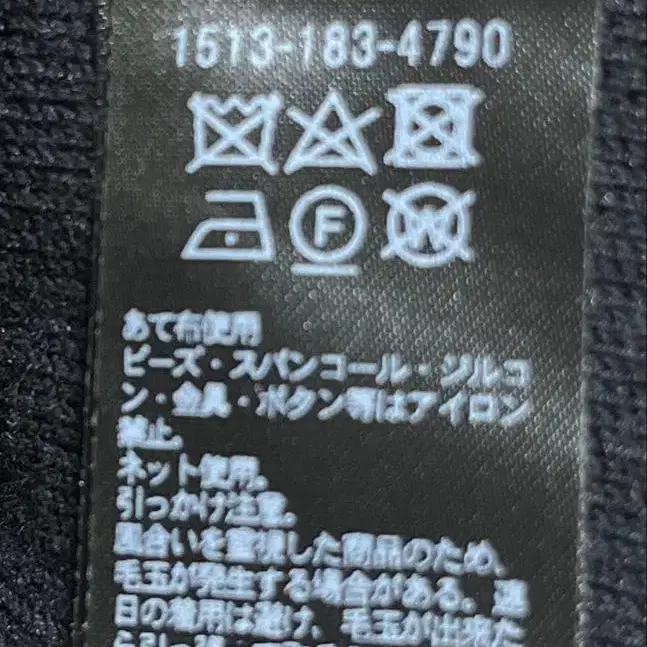 1513-183-4790
F W
あて布使用
ビーズ・スパンコール・ジルコ
ン・金具・ボタン等はアイロン
禁止。
ネット使用。
引っかけ注意。
風合いを重視した商品のため、
毛玉が発生する場合がある。連
日の着用は避け、毛玉が出来た
ら引っ張